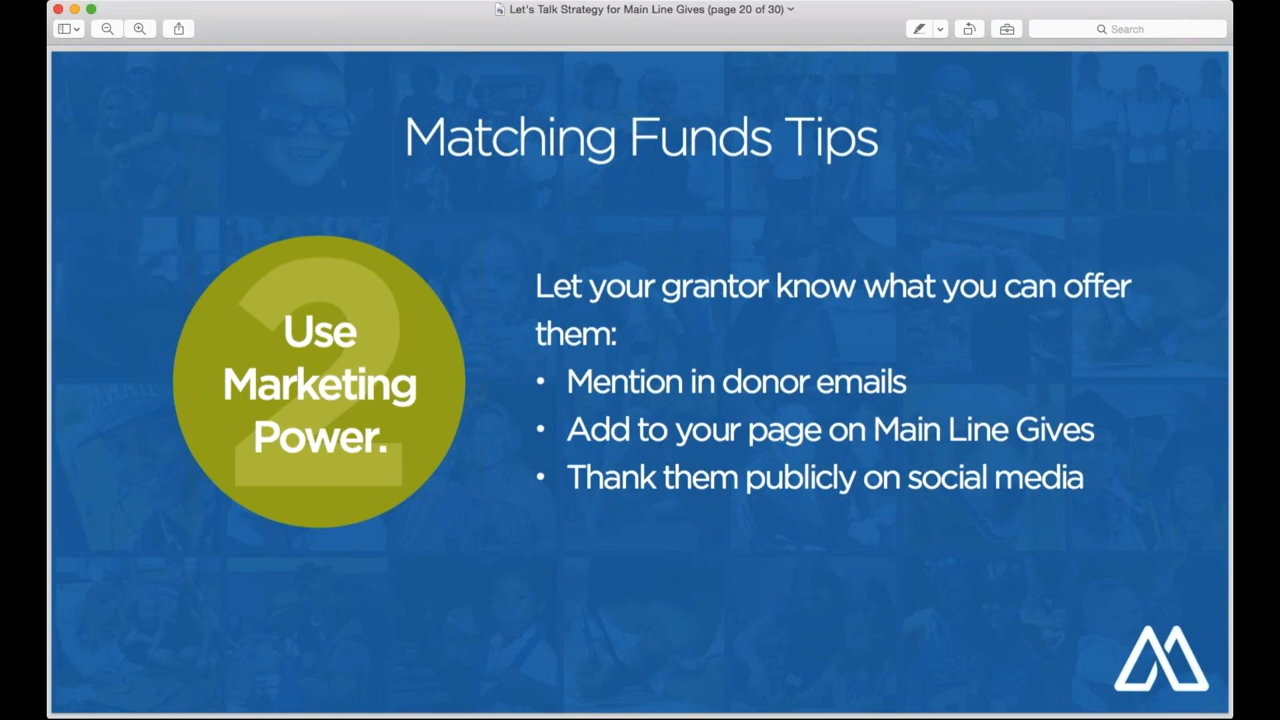 Let's Talk Strategy for Main Line Gives (page 20 of 30)
Search
Matching Funds Tips
2
Use
Marketing
Power.
Let your grantor know what you can offer
them:
• Mention in donor emails
• Add to your page on Main Line Gives
• Thank them publicly on social media